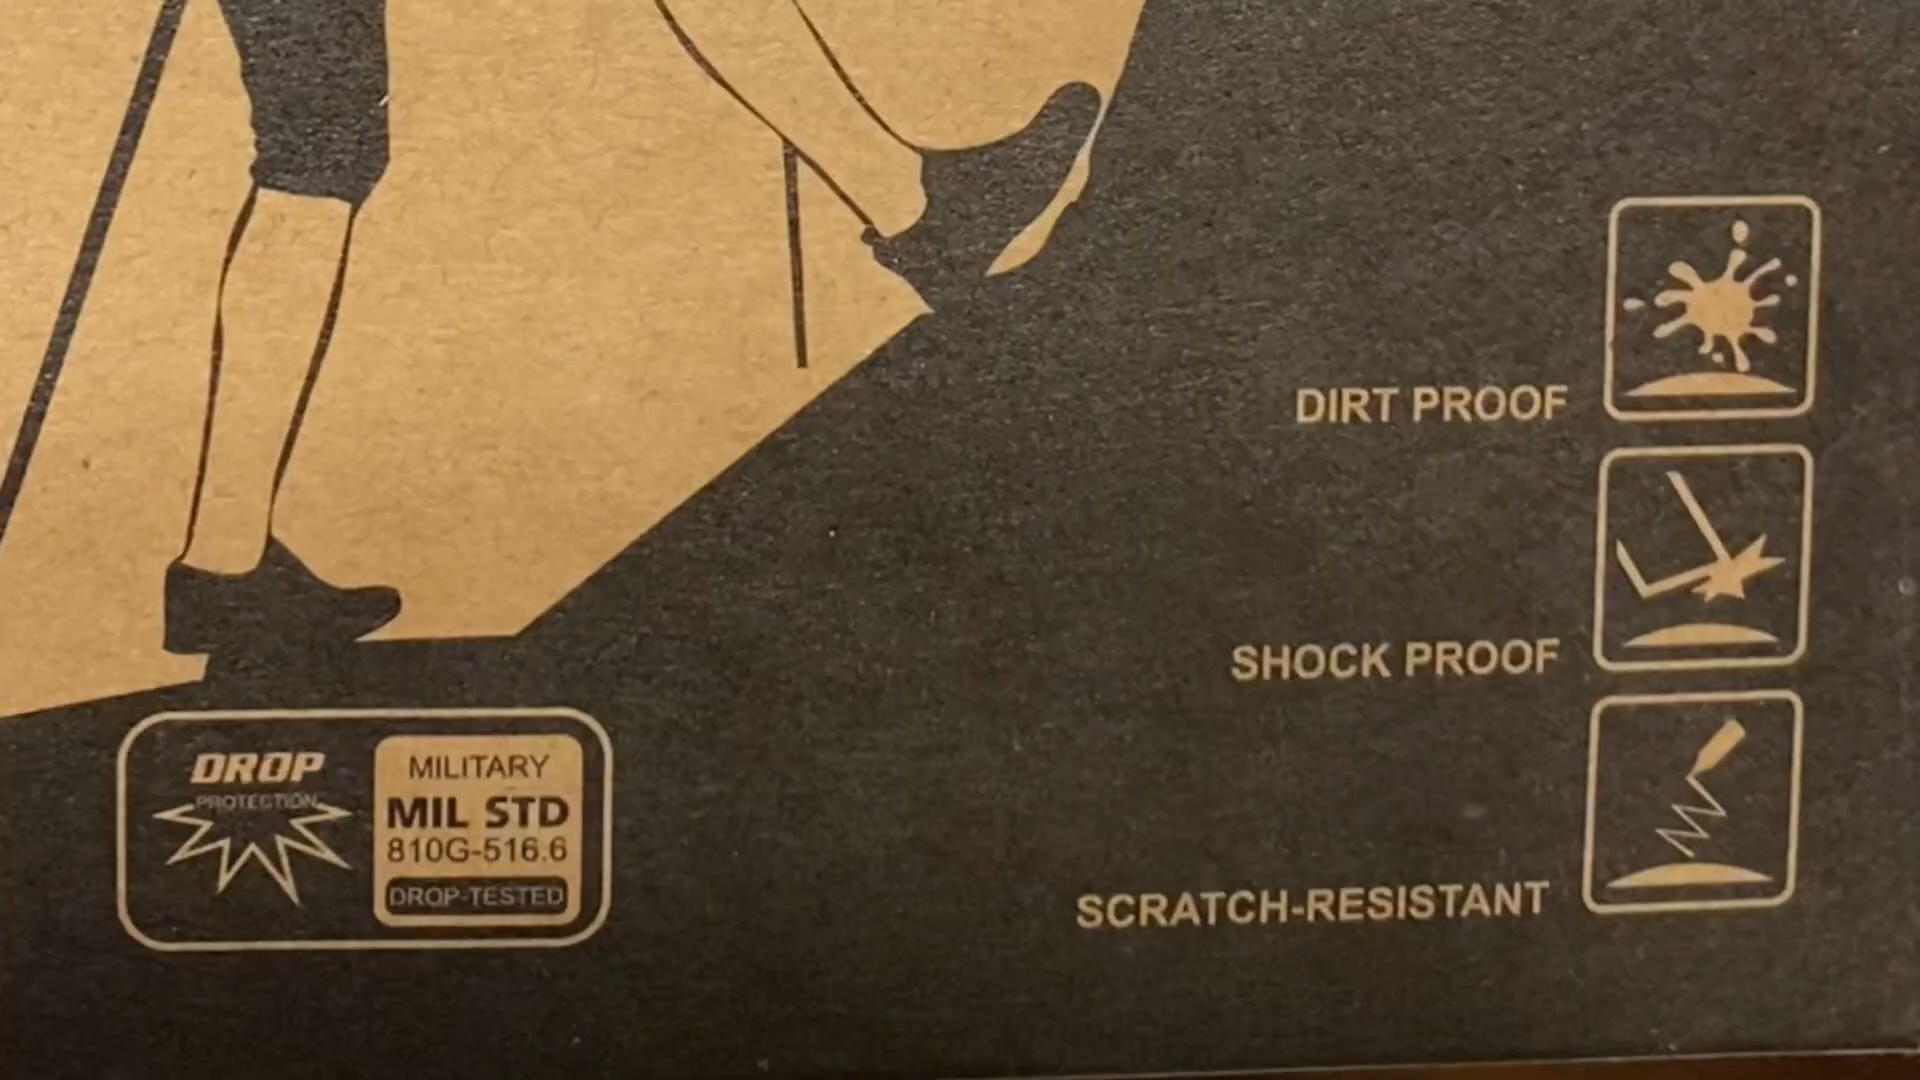 DIRT PROOF
SHOCK PROOF
SCRATCH-RESISTANT
DROP
PROTECTION
MILITARY
MIL STD
810G-516.6
DROP-TESTED